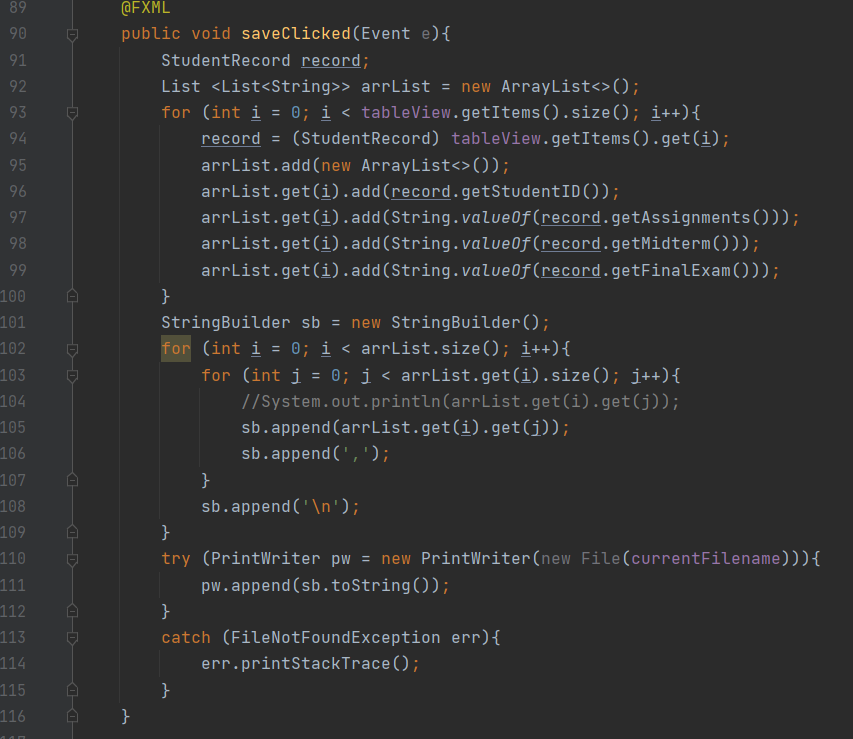 89 @FXML
90 public void saveClicked(Event e){
91 StudentRecord record;
92 List <List<String>> arrList = new ArrayList<>();
93 for (int i = 0; i < tableView.getItems().size(); i++){
94 record = (StudentRecord) tableView.getItems().get(i);
95 arrList.add(new ArrayList<>());
96 arrList.get(i).add(record.getStudentID());
97 arrList.get(i).add(String.valueOf(record.getAssignments()));
98 arrList.get(i).add(String.valueOf(record.getMidterm()));
99 arrList.get(i).add(String.valueOf(record.getFinalExam()));
100 }
101 StringBuilder sb = new StringBuilder();
102 for (int i = 0; i < arrList.size(); i++){
103 for (int j = 0; j < arrList.get(i).size(); j++){
104 //System.out.println(arrList.get(i).get(j));
105 sb.append(arrList.get(i).get(j));
106 sb.append(',');
107 }
108 sb.append('\n');
109 }
110 try (PrintWriter pw = new PrintWriter(new File(currentFilename))){
111 pw.append(sb.toString());
112 }
113 catch (FileNotFoundException err){
114 err.printStackTrace();
115 }
116 }